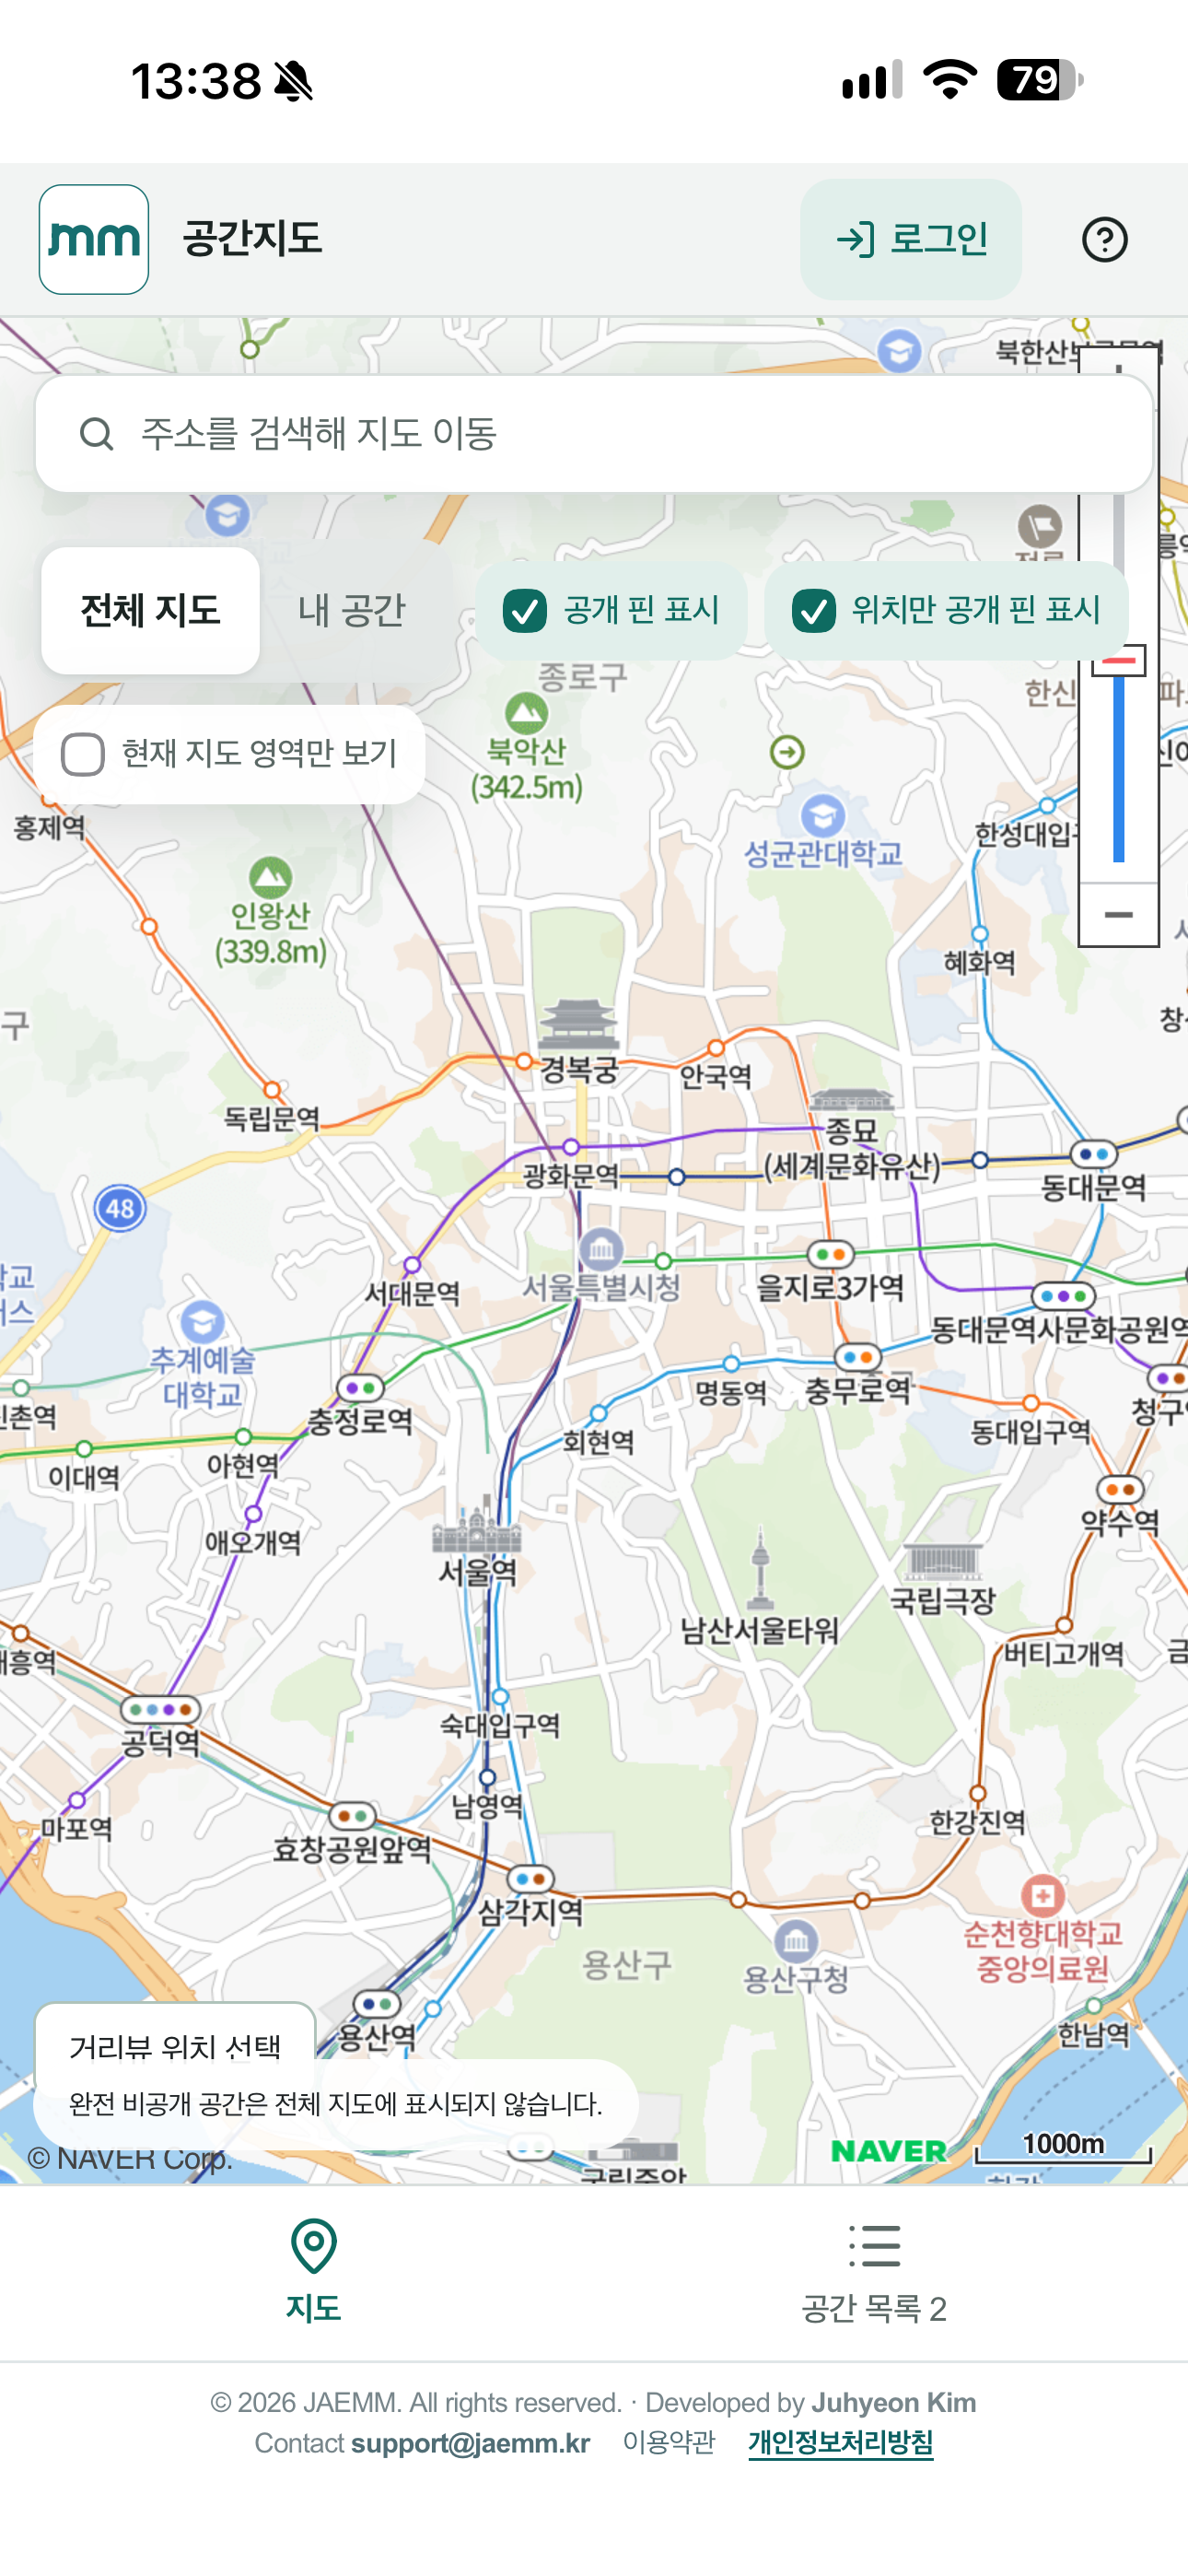 13:38
79
mm 공간지도
로그인
주소를 검색해 지도 이동
전체 지도
내 공간
공개 핀 표시
위치만 공개 핀 표시
현재 지도 영역만 보기
종로구
한신
북악산
(342.5m)
홍제역
성균관대학교
인왕산
(339.8m)
혜화역
구
경복궁
안국역
독립문역
종묘
(세계문화유산)
광화문역
동대문역
48
서울특별시청
을지로3가역
서대문역
동대문역사문화공원역
추계예술
대학교
명동역
충무로역
충정로역
동대입구역
회현역
이대역
아현역
애오개역
약수역
서울역
국립극장
남산서울타워
버티고개역
숙대입구역
공덕역
남영역
마포역
한강진역
효창공원앞역
삼각지역
순천향대학교
중앙의료원
용산구
용산구청
용산역
한남역
거리뷰 위치 선택
완전 비공개 공간은 전체 지도에 표시되지 않습니다.
© NAVER Corp.
NAVER
1000m
국립중앙
지도
공간 목록 2
© 2026 JAEMM. All rights reserved. · Developed by Juhyeon Kim
Contact support@jaemm.kr 이용약관 개인정보처리방침